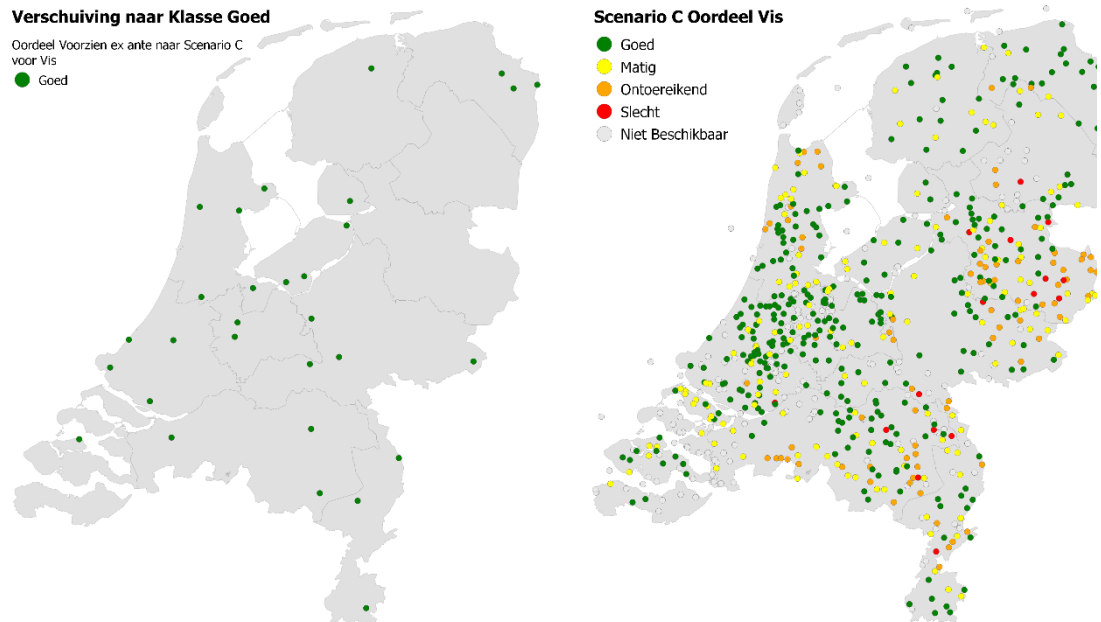 Verschuiving naar Klasse Goed
Oordeel Voorzien ex ante naar Scenario C
voor Vis
Goed
Scenario C Oordeel Vis
Goed
Matig
Ontoereikend
Slecht
Niet Beschikbaar